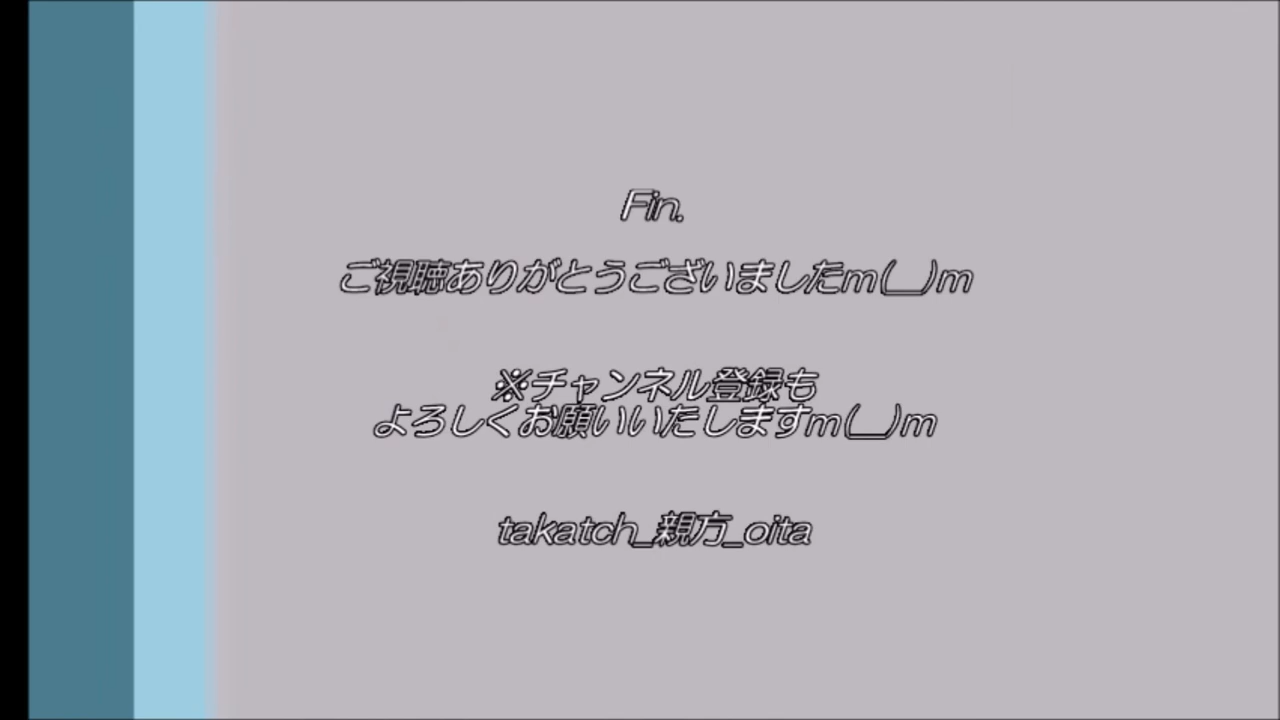 Fin.
ご視聴ありがとうございましたm(__)m
※チャンネル登録も
よろしくお願いいたしますm(__)m
takatch_親方_oita